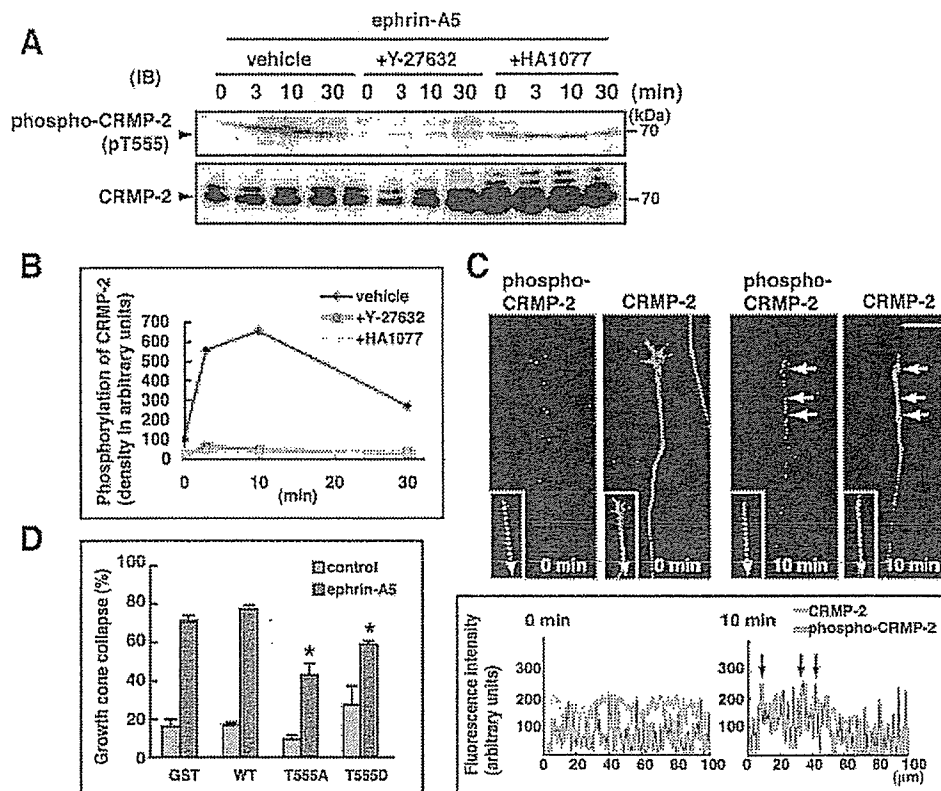 A
ephrin-A5
vehicle +Y-27632 +HA1077
(IB) 0 3 10 30 0 3 10 30 0 3 10 30 (min)
(kDa)
phospho-CRMP-2
(pT555)
70
CRMP-2
70
B
Phosphorylation of CRMP-2
(density in arbitrary units)
vehicle
+Y-27632
+HA1077
700
600
500
400
300
200
100
0
0 10 20 30
(min)
C
phospho-
CRMP-2
CRMP-2
phospho-
CRMP-2
CRMP-2
0 min
0 min
10 min
10 min
Fluorescence intensity
(arbitrary units)
0 min
300
200
100
0 20 40 60 80 100
10 min
CRMP-2
phospho-CRMP-2
300
200
100
0 20 40 60 80 100
(μm)
D
Growth cone collapse (%)
control
ephrin-A5
100
80
60
40
20
0
* *
GST WT T555A T555D